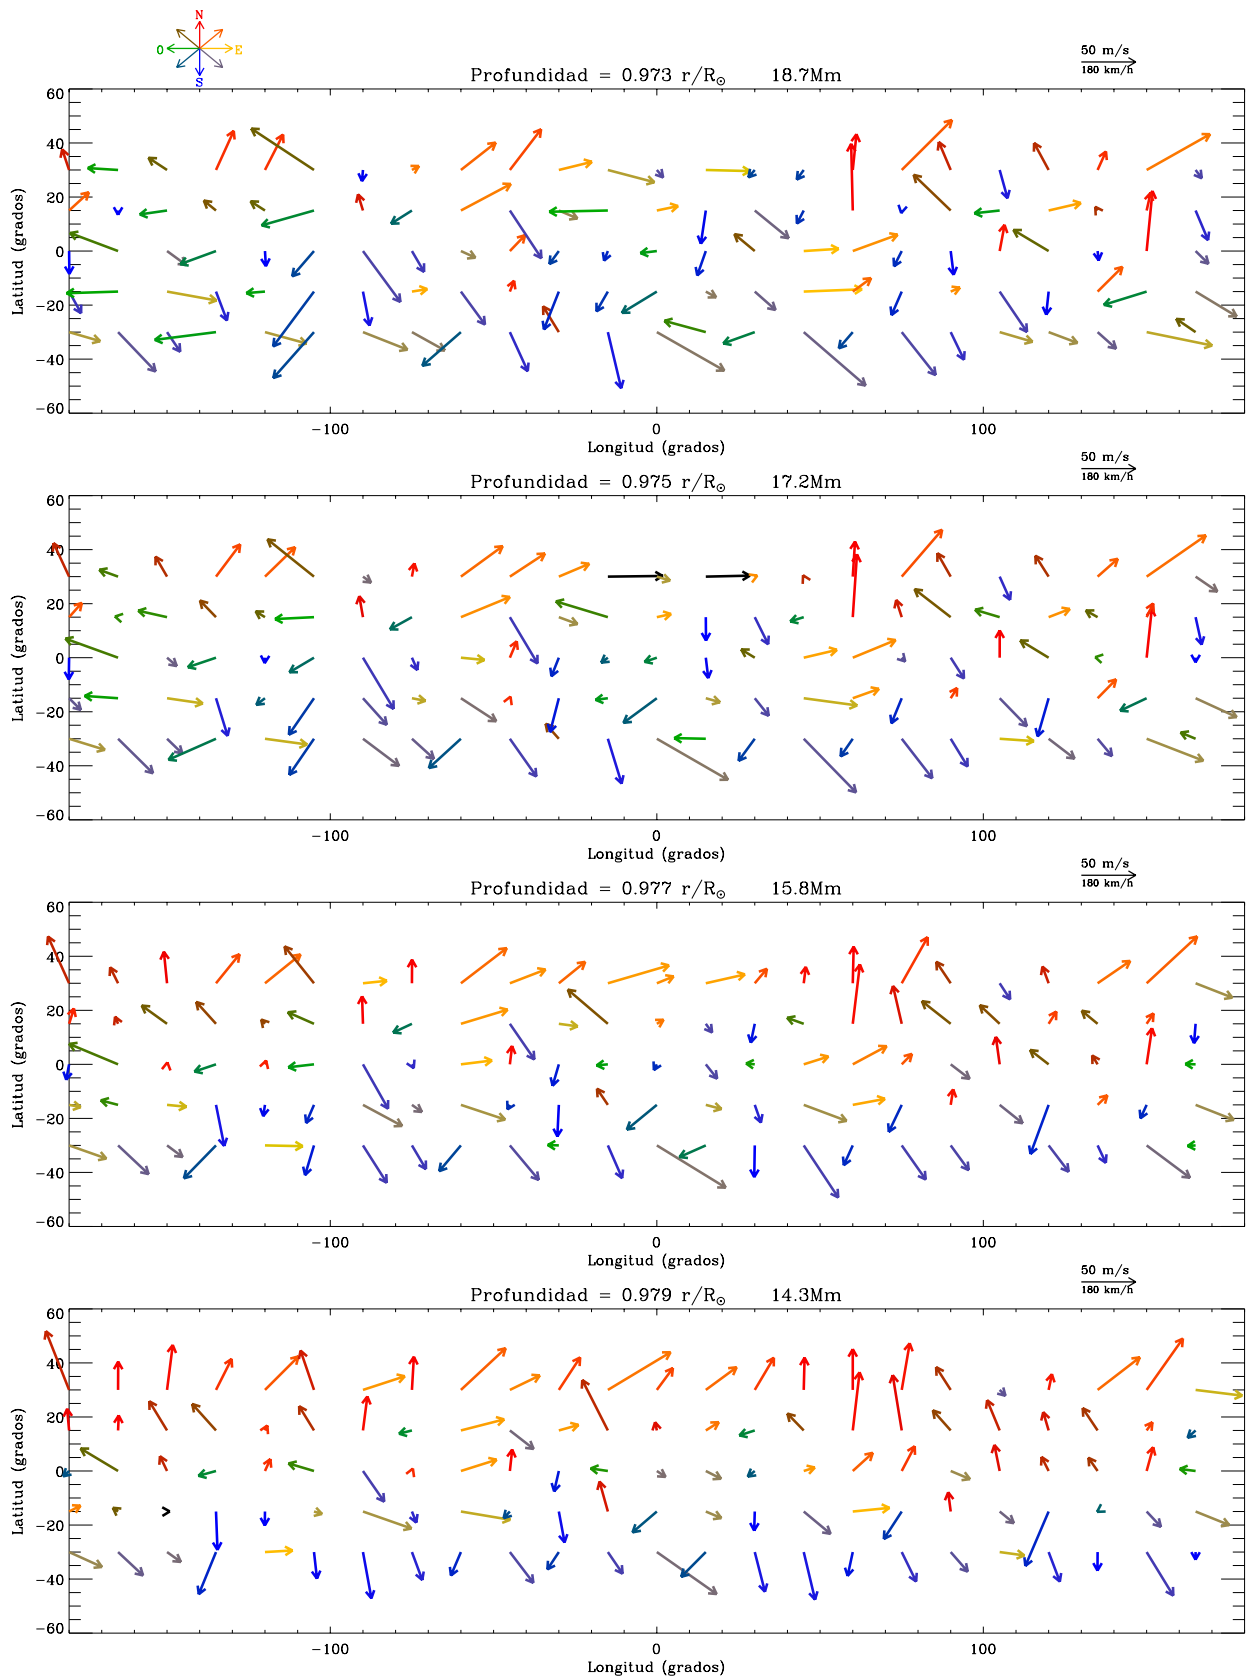 N
O E
S
50 m/s
180 km/h
Profundidad = 0.973 r/R☉ 18.7Mm
60
40
20
0
-20
-40
-60
Latitud (grados)
-100 0 100
Longitud (grados)
50 m/s
180 km/h
Profundidad = 0.975 r/R☉ 17.2Mm
60
40
20
0
-20
-40
-60
Latitud (grados)
-100 0 100
Longitud (grados)
50 m/s
180 km/h
Profundidad = 0.977 r/R☉ 15.8Mm
60
40
20
0
-20
-40
-60
Latitud (grados)
-100 0 100
Longitud (grados)
50 m/s
180 km/h
Profundidad = 0.979 r/R☉ 14.3Mm
60
40
20
0
-20
-40
-60
Latitud (grados)
-100 0 100
Longitud (grados)